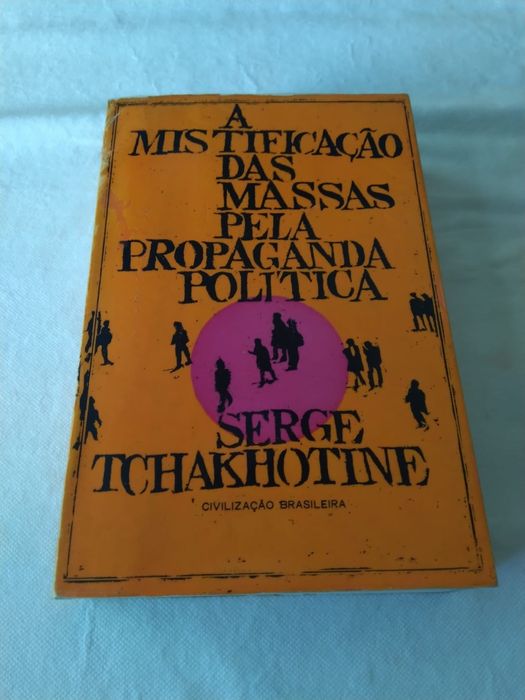 A
MISTIFICAÇÃO
DAS
MASSAS
PELA
PROPAGANDA
POLÍTICA
SERGE
TCHAKHOTINE
CIVILIZAÇÃO BRASILEIRA